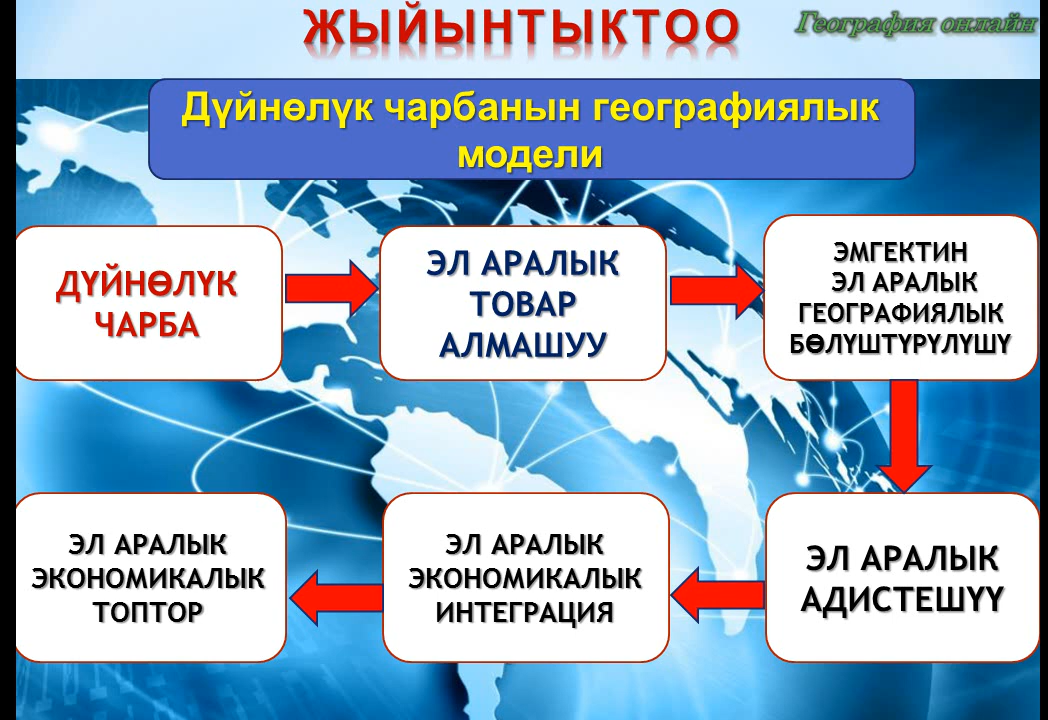 ЖЫЙЫНТЫКТОО
География онлайн
Дүйнөлүк чарбанын географиялык
модели
ДҮЙНӨЛҮК
ЧАРБА
ЭЛ АРАЛЫК
ТОВАР
АЛМАШУУ
ЭМГЕКТИН
ЭЛ АРАЛЫК
ГЕОГРАФИЯЛЫК
БӨЛҮШТҮРҮЛҮШҮ
ЭЛ АРАЛЫК
АДИСТЕШҮҮ
ЭЛ АРАЛЫК
ЭКОНОМИКАЛЫК
ИНТЕГРАЦИЯ
ЭЛ АРАЛЫК
ЭКОНОМИКАЛЫК
ТОПТОР